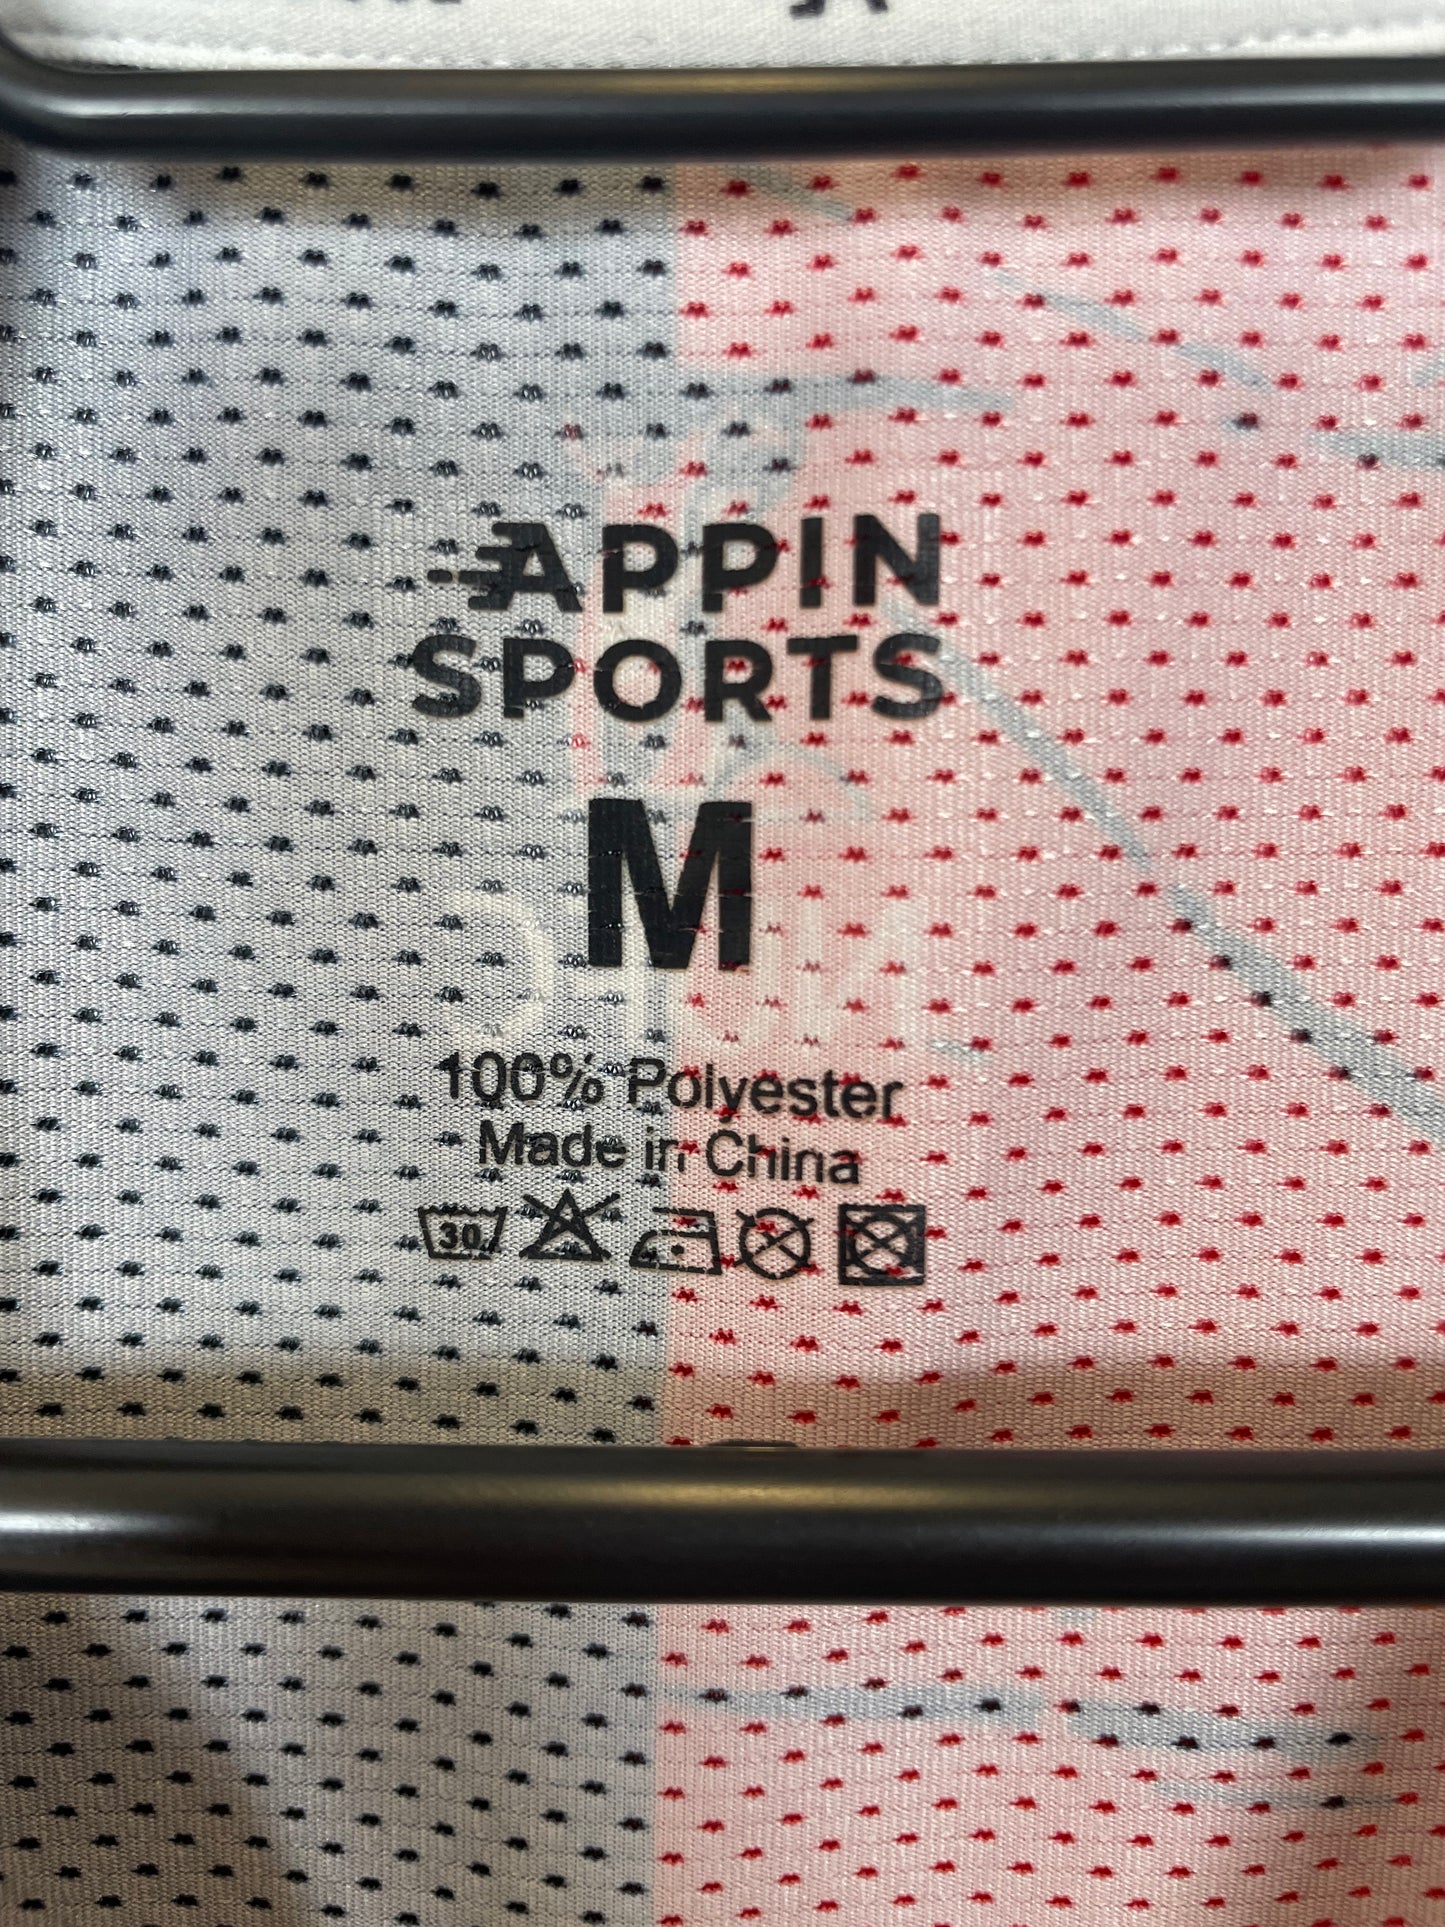 APPIN
SPORTS
M
100% Polyester
Made in China
30